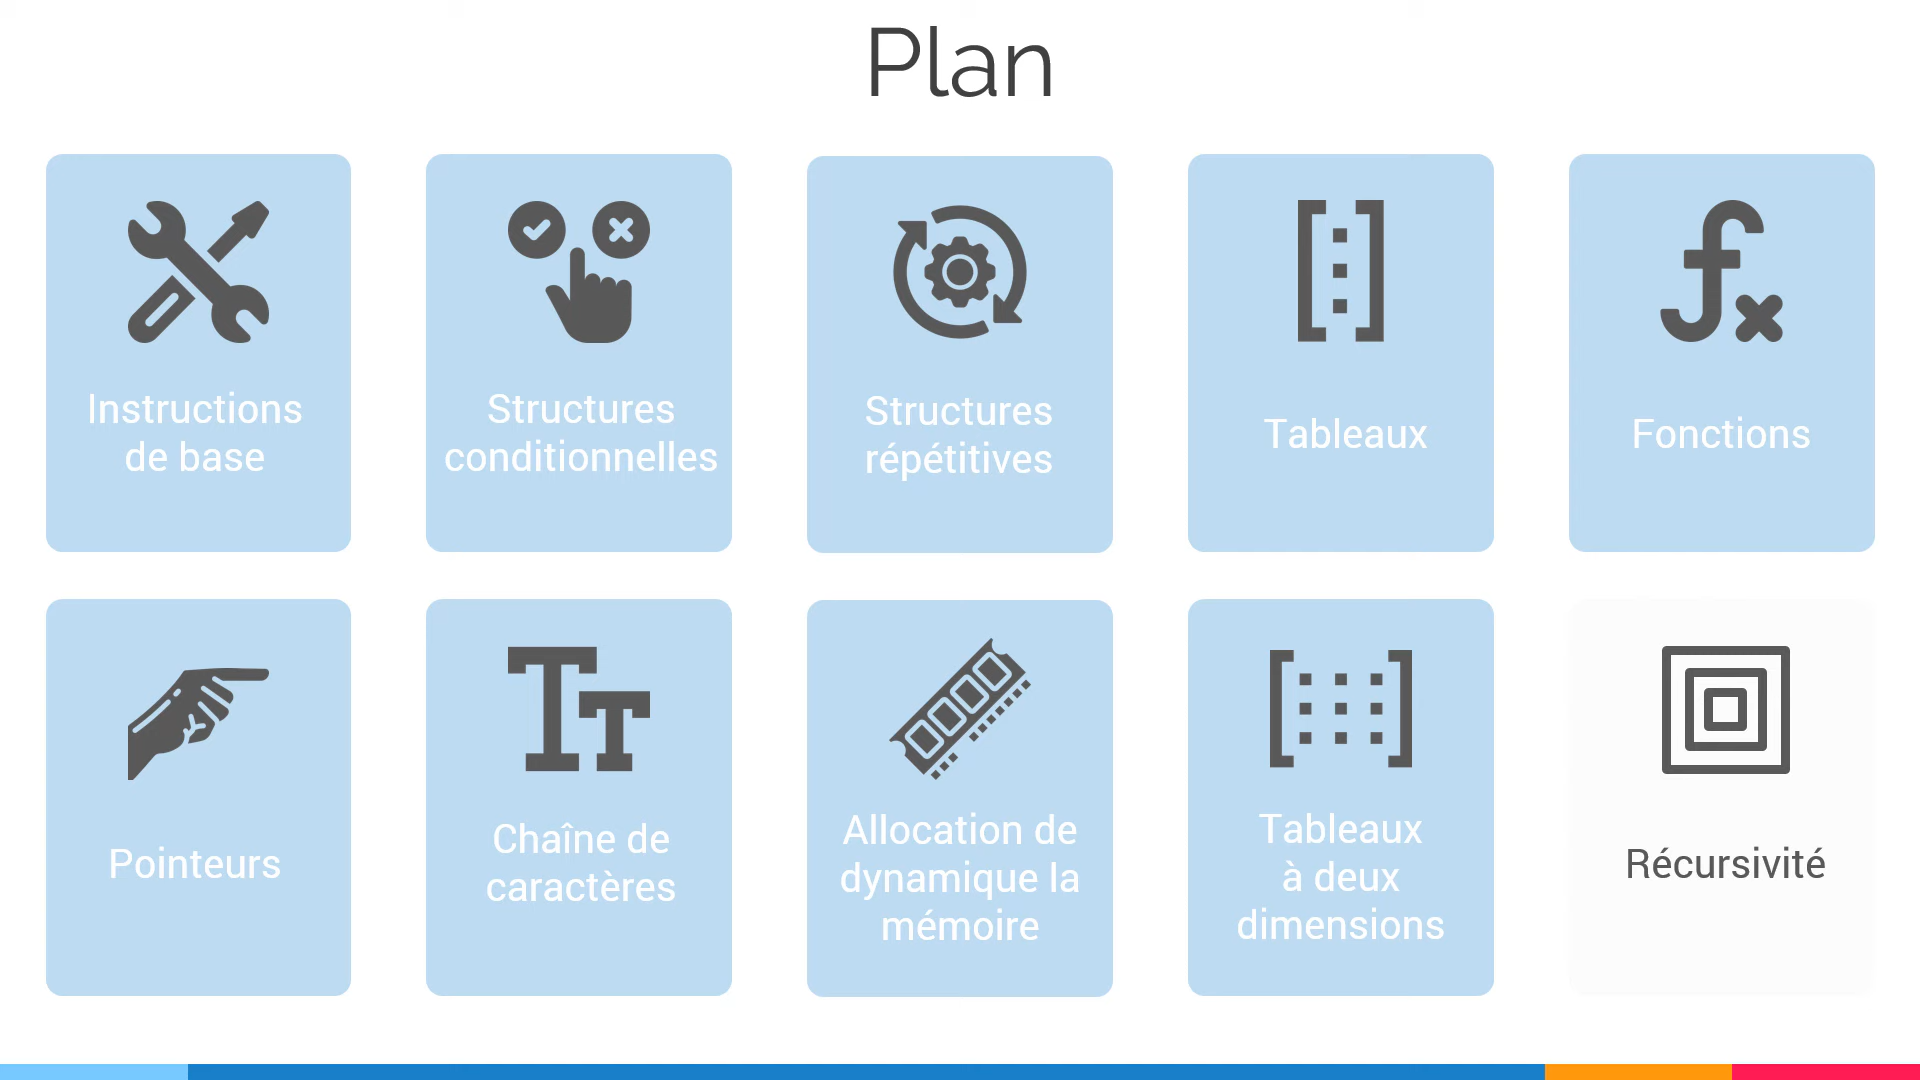 Plan
Instructions
de base
Structures
conditionnelles
Structures
répétitives
Tableaux
Fonctions
Pointeurs
Chaîne de
caractères
Allocation de
dynamique la
mémoire
Tableaux
à deux
dimensions
Récursivité